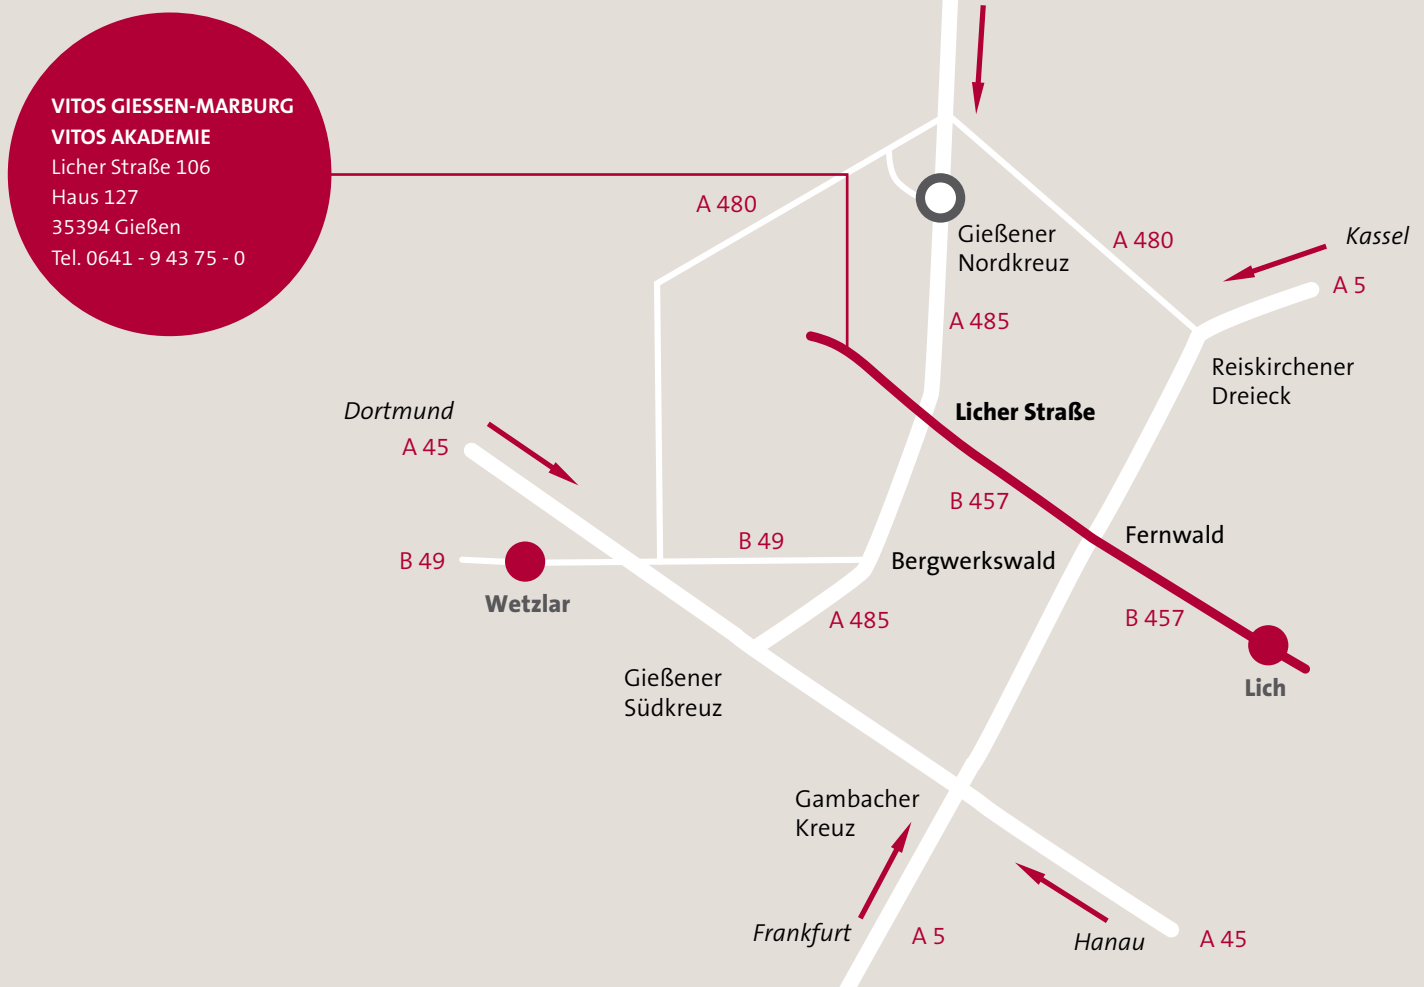 VITOS GIESSEN-MARBURG
VITOS AKADEMIE
Licher Straße 106
Haus 127
35394 Gießen
Tel. 0641 - 9 43 75 - 0
A 480
Gießener
Nordkreuz
A 480
Kassel
A 5
A 485
Reiskirchener
Dreieck
Dortmund
A 45
Licher Straße
B 457
Fernwald
B 49
B 49
Bergwerkswald
Wetzlar
A 485
B 457
Gießener
Südkreuz
Lich
Gambacher
Kreuz
Frankfurt
A 5
Hanau
A 45